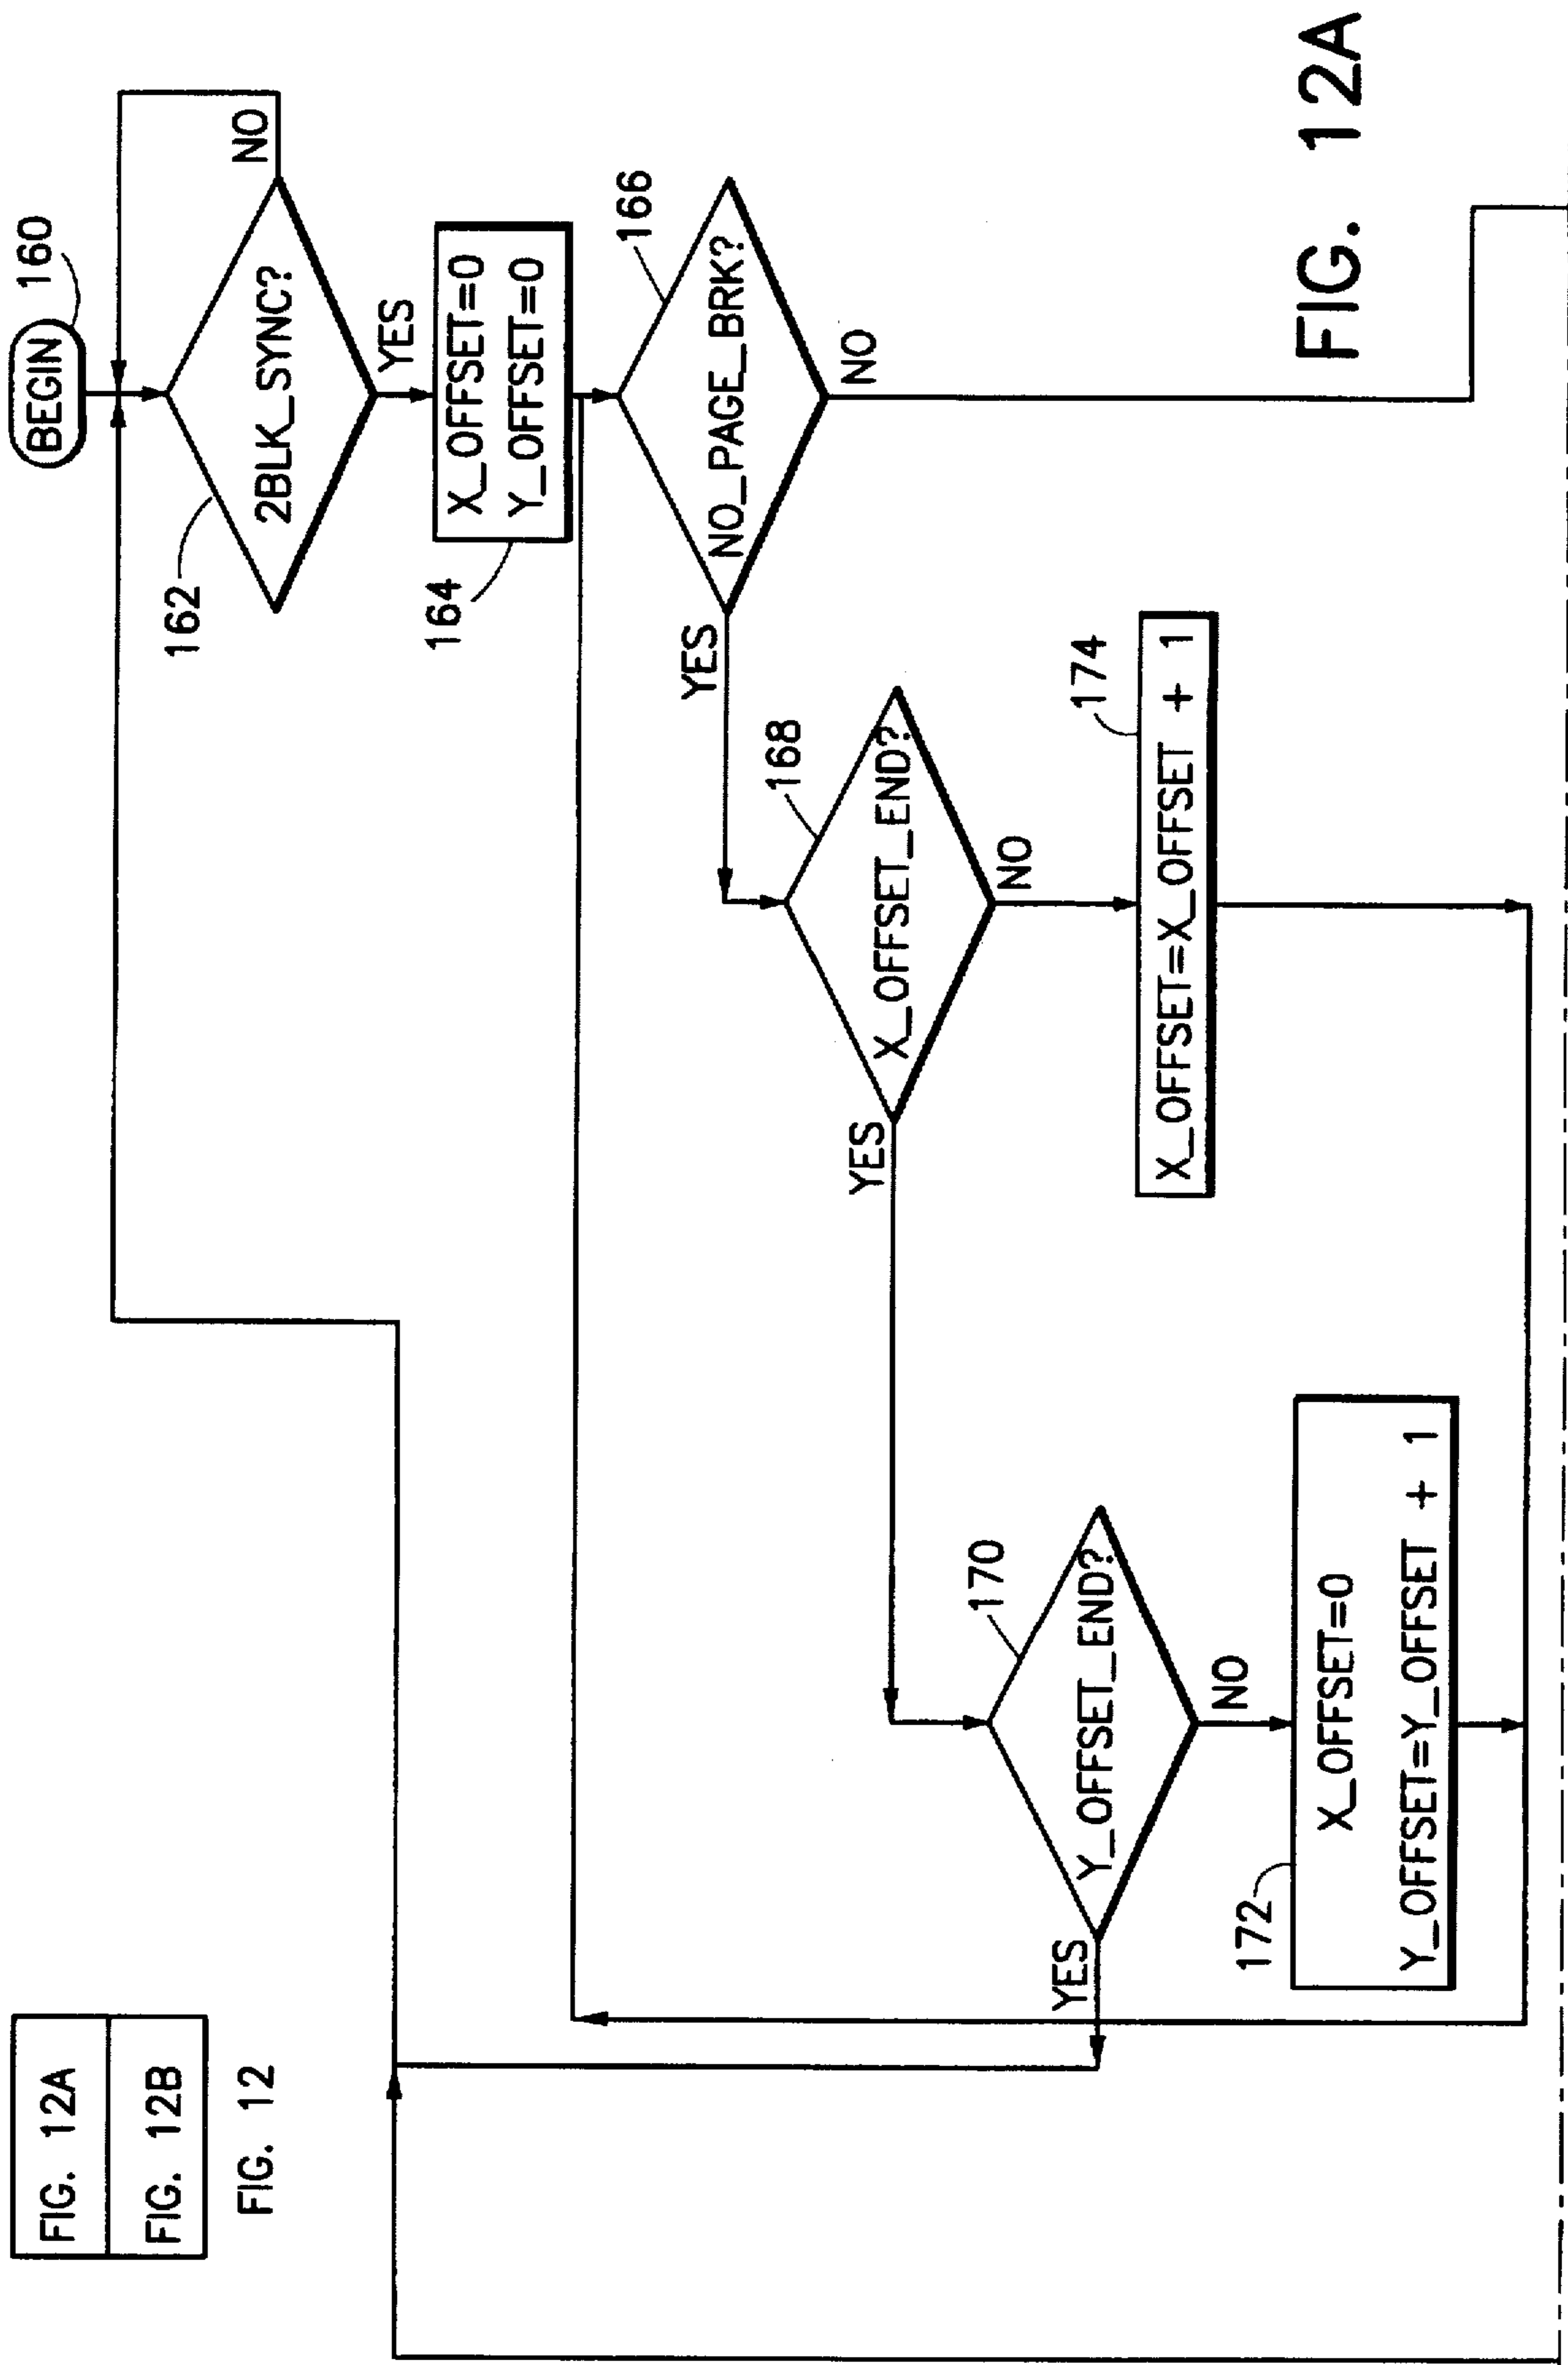 FIG. 12A
FIG. 12B
FIG. 12
BEGIN
160
162
2BLK_SYNC?
NO
YES
164
X_OFFSET=0
Y_OFFSET=0
166
NO_PAGE_BRK?
YES
NO
168
X_OFFSET_END?
YES
NO
174
X_OFFSET=X_OFFSET + 1
170
Y_OFFSET_END?
YES
NO
172
X_OFFSET=0
Y_OFFSET=Y_OFFSET + 1
FIG. 12A